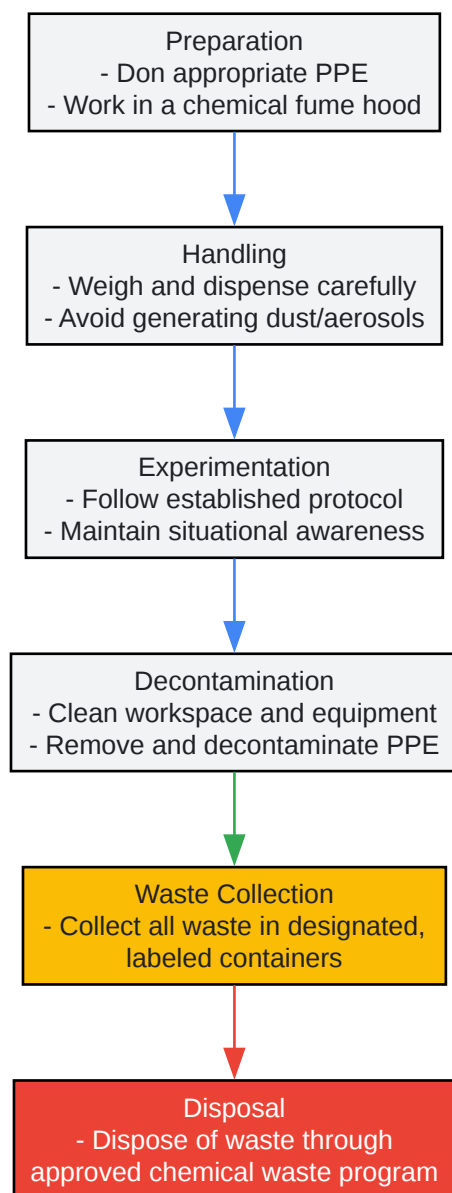 Preparation
- Don appropriate PPE
- Work in a chemical fume hood
Handling
- Weigh and dispense carefully
- Avoid generating dust/aerosols
Experimentation
- Follow established protocol
- Maintain situational awareness
Decontamination
- Clean workspace and equipment
- Remove and decontaminate PPE
Waste Collection
- Collect all waste in designated,
labeled containers
Disposal
- Dispose of waste through
approved chemical waste program